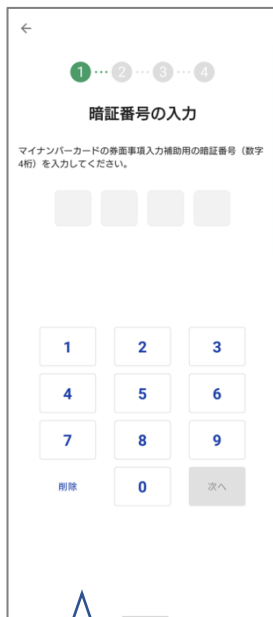 1 2 3 4
暗証番号の入力
マイナンバーカードの券面事項入力補助用の暗証番号（数字
4桁）を入力してください。
1 2 3
4 5 6
7 8 9
削除 0 次へ